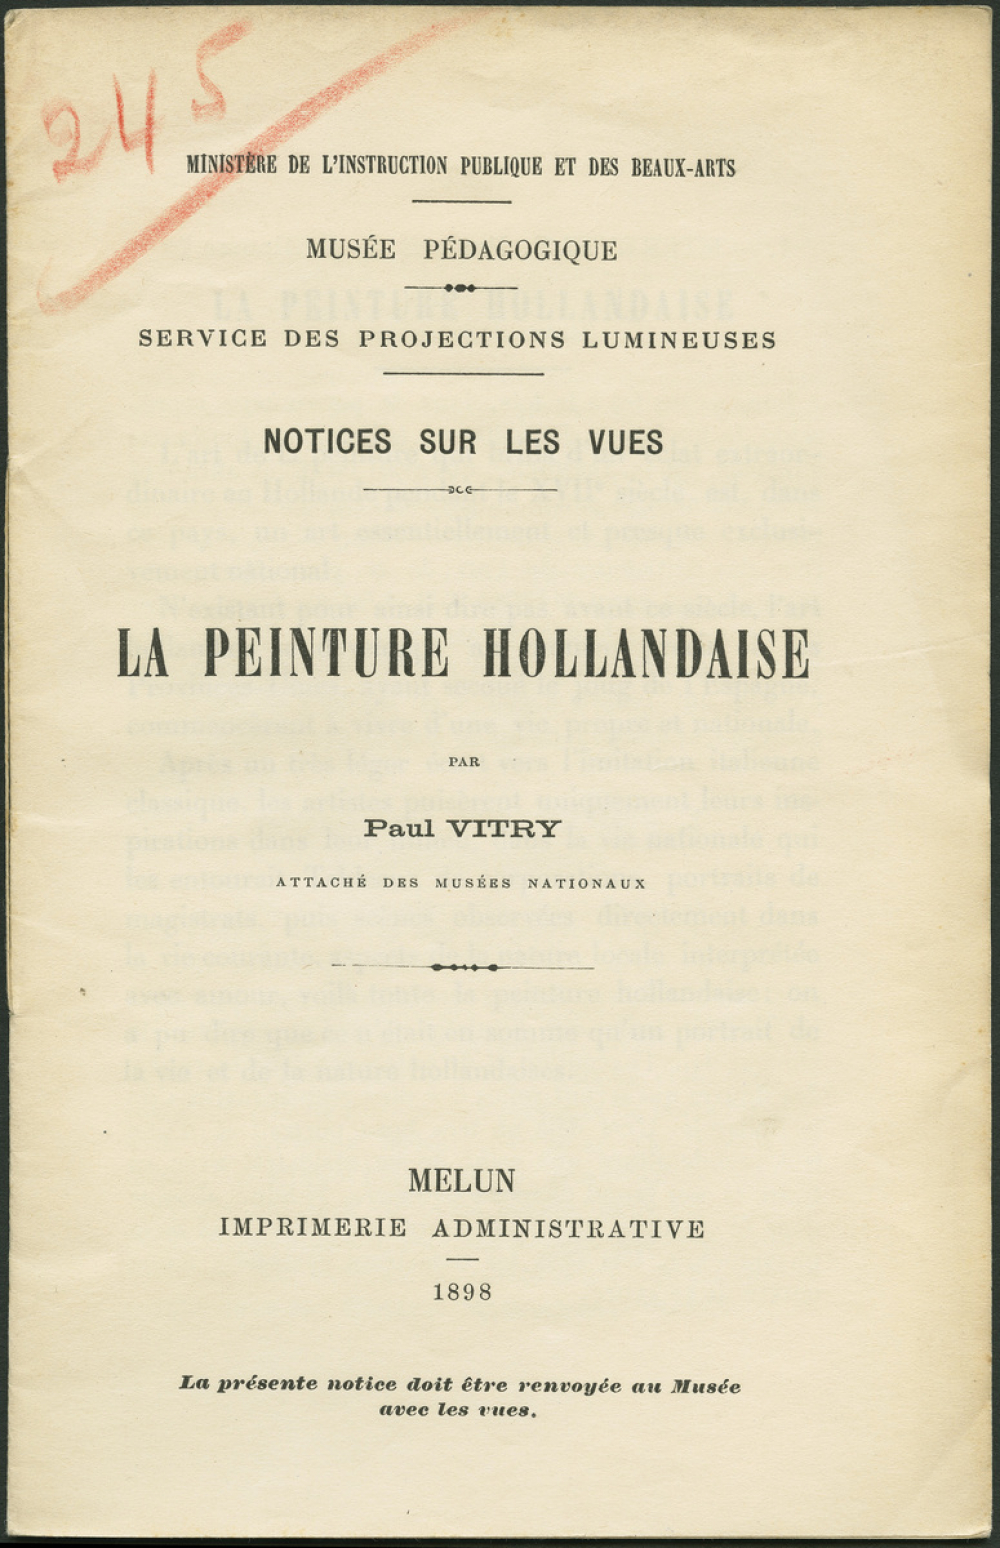 245
MINISTÈRE DE L'INSTRUCTION PUBLIQUE ET DES BEAUX-ARTS
MUSÉE PÉDAGOGIQUE
SERVICE DES PROJECTIONS LUMINEUSES
NOTICES SUR LES VUES
LA PEINTURE HOLLANDAISE
PAR
Paul VITRY
ATTACHÉ DES MUSÉES NATIONAUX
MELUN
IMPRIMERIE ADMINISTRATIVE
1898
La présente notice doit être renvoyée au Musée
avec les vues.